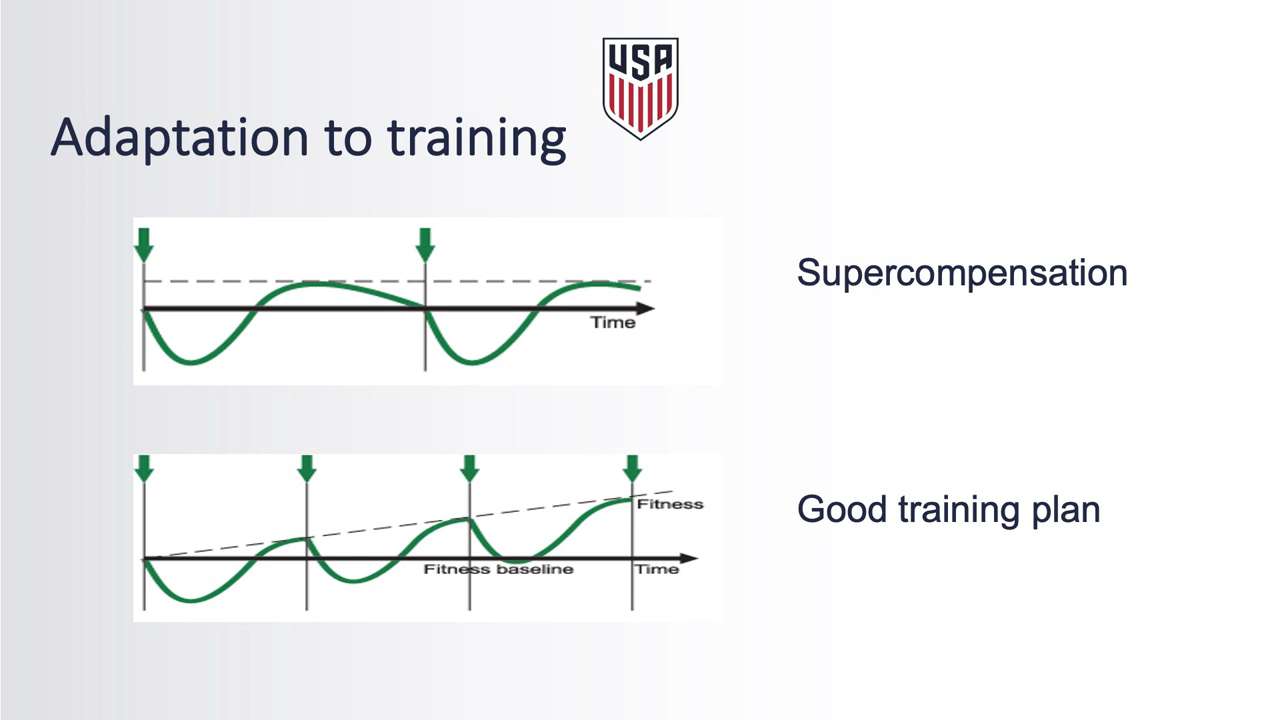 USA
Adaptation to training
Time
Supercompensation
Fitness
Fitness baseline
Time
Good training plan